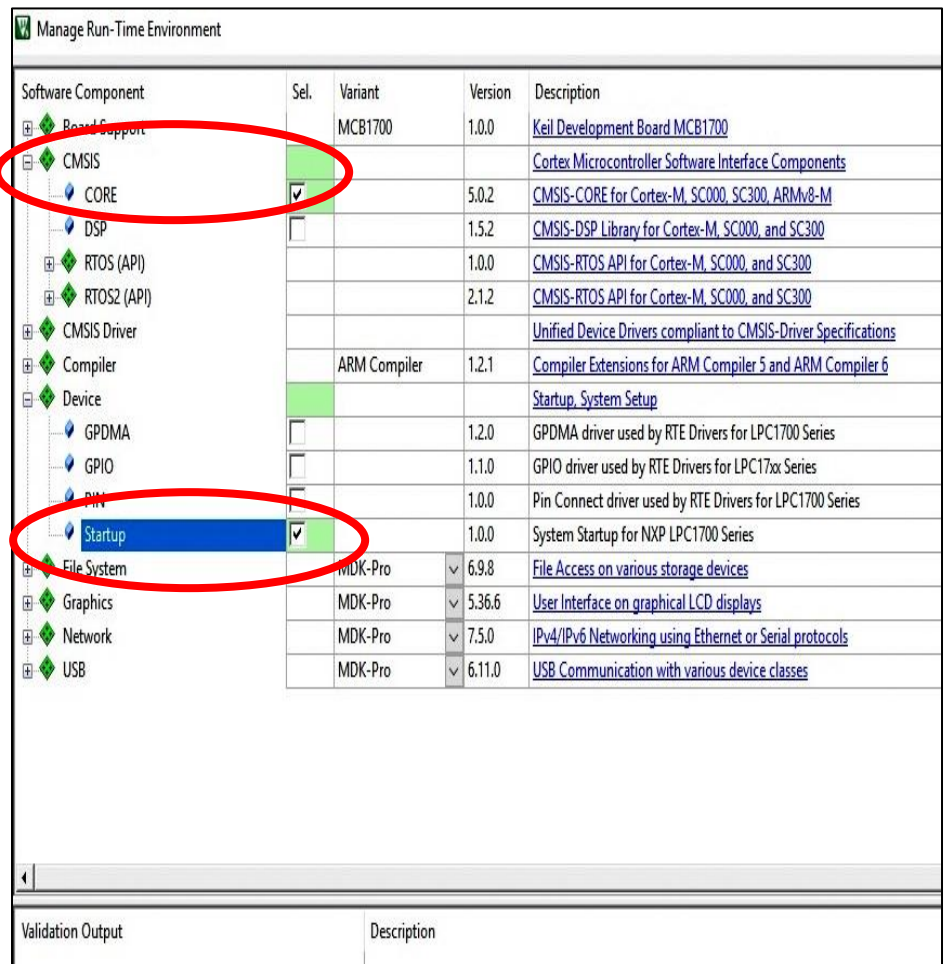 Manage Run-Time Environment
Software Component Sel. Variant Version Description
Board Support MCB1700 1.0.0 Keil Development Board MCB1700
CMSIS Cortex Microcontroller Software Interface Components
CORE 5.0.2 CMSIS-CORE for Cortex-M, SC000, SC300, ARMv8-M
DSP 1.5.2 CMSIS-DSP Library for Cortex-M, SC000, and SC300
RTOS (API) 1.0.0 CMSIS-RTOS API for Cortex-M, SC000, and SC300
RTOS2 (API) 2.1.2 CMSIS-RTOS API for Cortex-M, SC000, and SC300
CMSIS Driver Unified Device Drivers compliant to CMSIS-Driver Specifications
Compiler ARM Compiler 1.2.1 Compiler Extensions for ARM Compiler 5 and ARM Compiler 6
Device Startup, System Setup
GPDMA 1.2.0 GPDMA driver used by RTE Drivers for LPC1700 Series
GPIO 1.1.0 GPIO driver used by RTE Drivers for LPC17xx Series
PIN 1.0.0 Pin Connect driver used by RTE Drivers for LPC1700 Series
Startup 1.0.0 System Startup for NXP LPC1700 Series
File System MDK-Pro 6.9.8 File Access on various storage devices
Graphics MDK-Pro 5.36.6 User Interface on graphical LCD displays
Network MDK-Pro 7.5.0 IPv4/IPv6 Networking using Ethernet or Serial protocols
USB MDK-Pro 6.11.0 USB Communication with various device classes
Validation Output Description